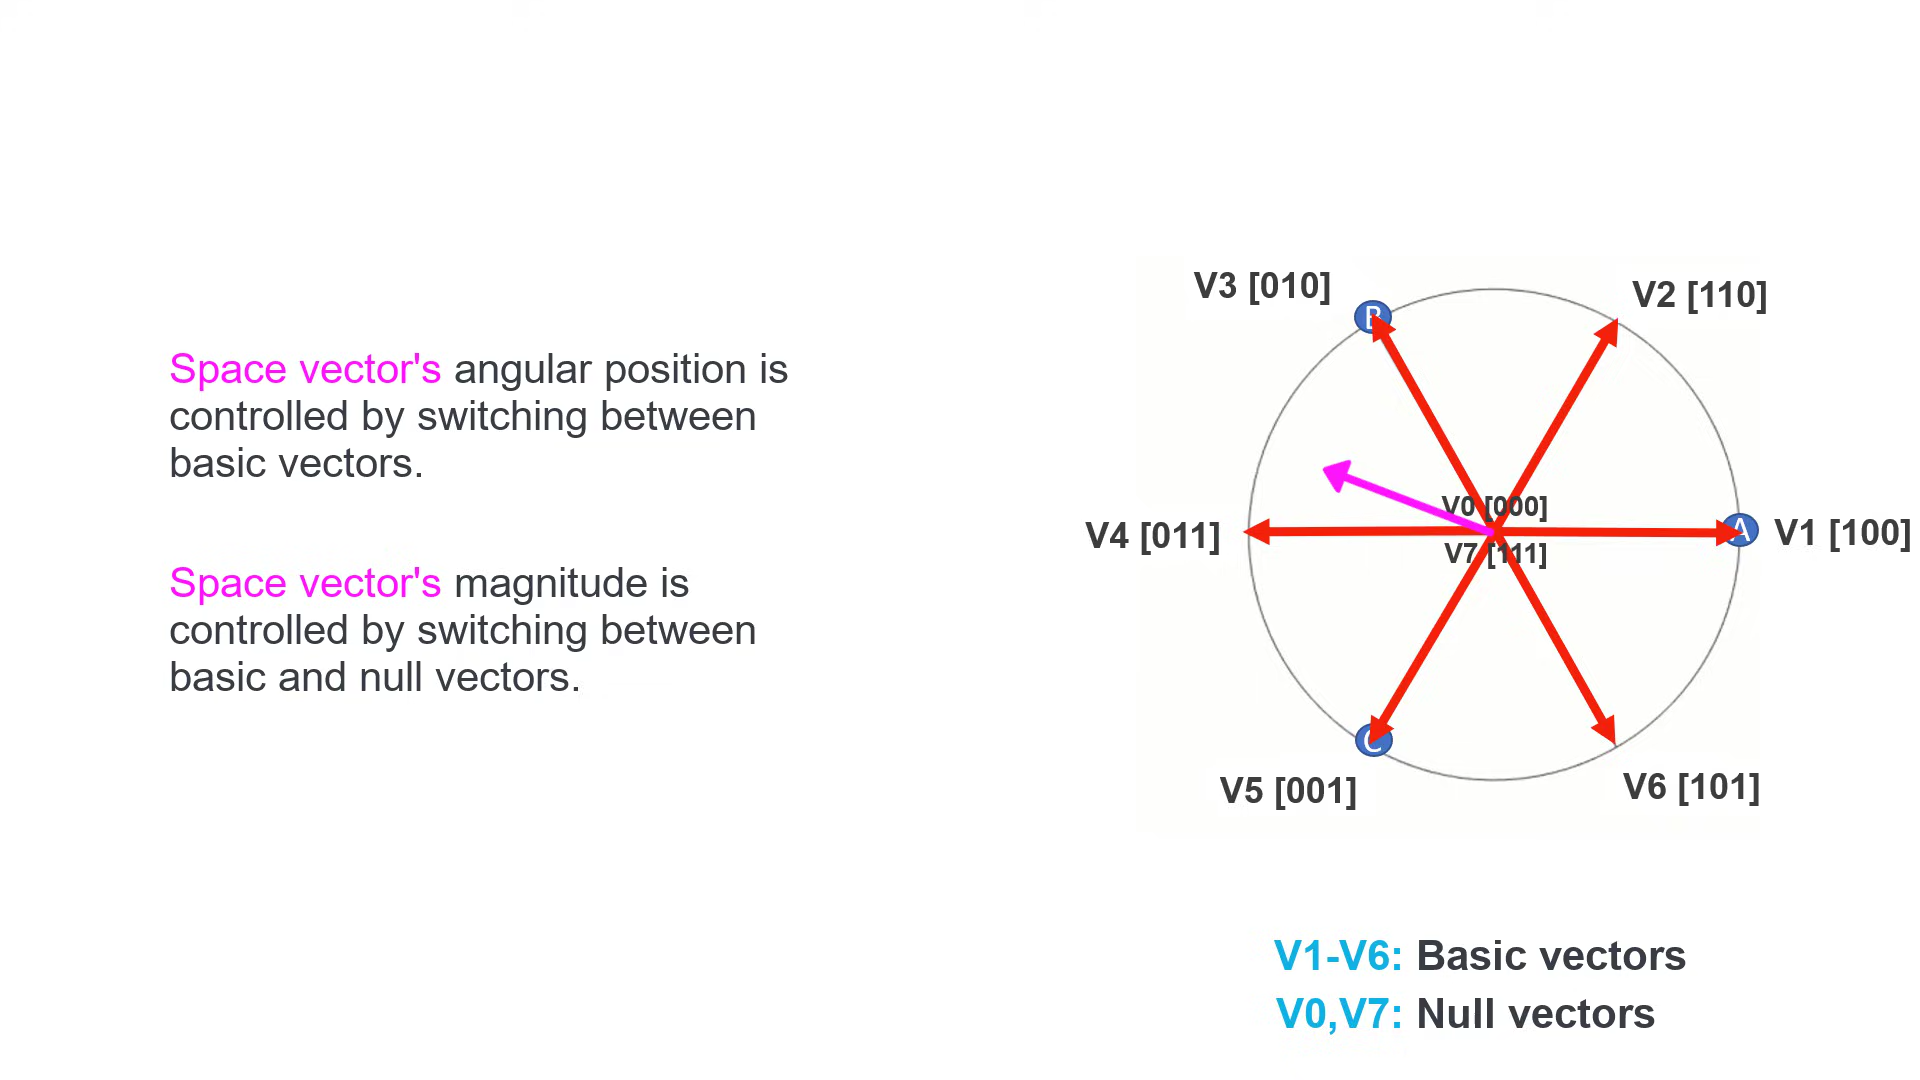 Space vector's angular position is
controlled by switching between
basic vectors.
Space vector's magnitude is
controlled by switching between
basic and null vectors.
V3 [010]
V2 [110]
B
V0 [000]
V4 [011]
A
V1 [100]
V7 [111]
C
V5 [001]
V6 [101]
V1-V6: Basic vectors
V0,V7: Null vectors